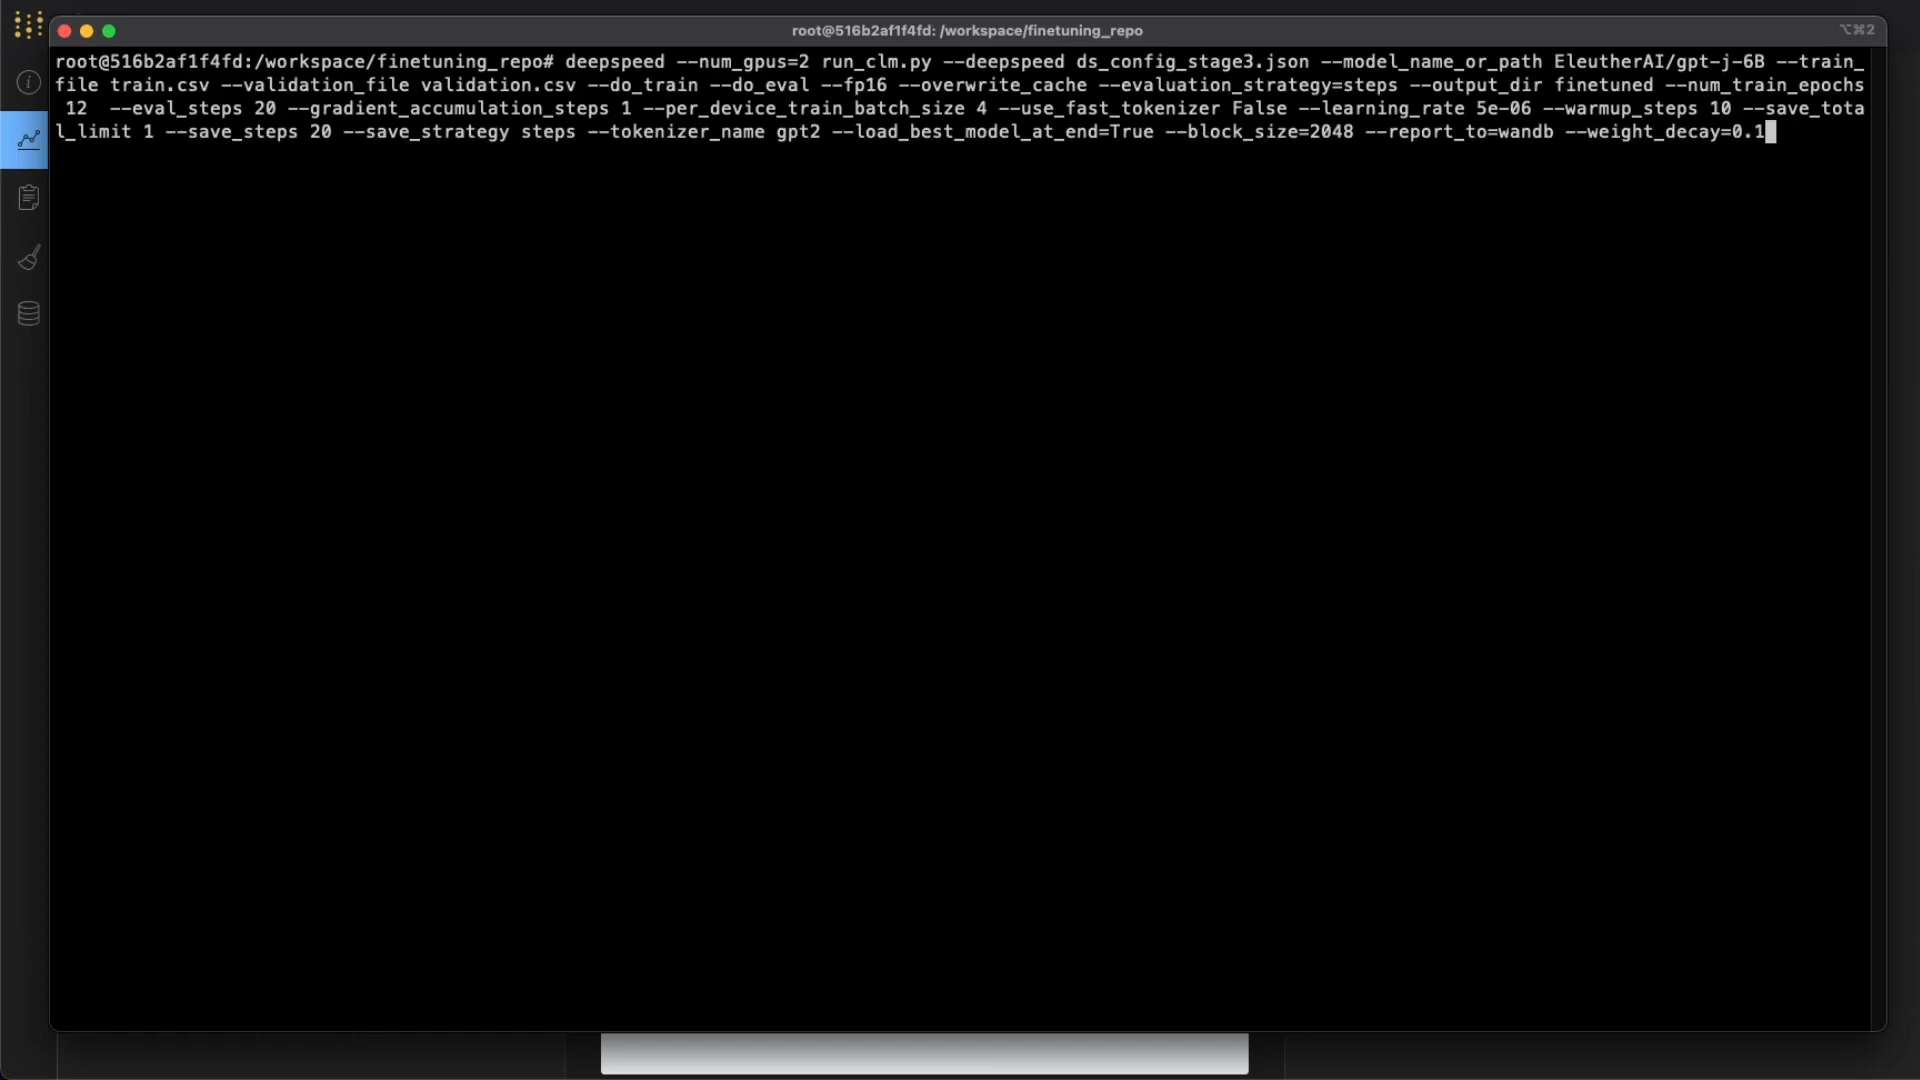 root@516b2af1f4fd: /workspace/finetuning_repo
⌥⌘2
root@516b2af1f4fd:/workspace/finetuning_repo# deepspeed --num_gpus=2 run_clm.py --deepspeed ds_config_stage3.json --model_name_or_path EleutherAI/gpt-j-6B --train_
file train.csv --validation_file validation.csv --do_train --do_eval --fp16 --overwrite_cache --evaluation_strategy=steps --output_dir finetuned --num_train_epochs
12  --eval_steps 20 --gradient_accumulation_steps 1 --per_device_train_batch_size 4 --use_fast_tokenizer False --learning_rate 5e-06 --warmup_steps 10 --save_tota
l_limit 1 --save_steps 20 --save_strategy steps --tokenizer_name gpt2 --load_best_model_at_end=True --block_size=2048 --report_to=wandb --weight_decay=0.1